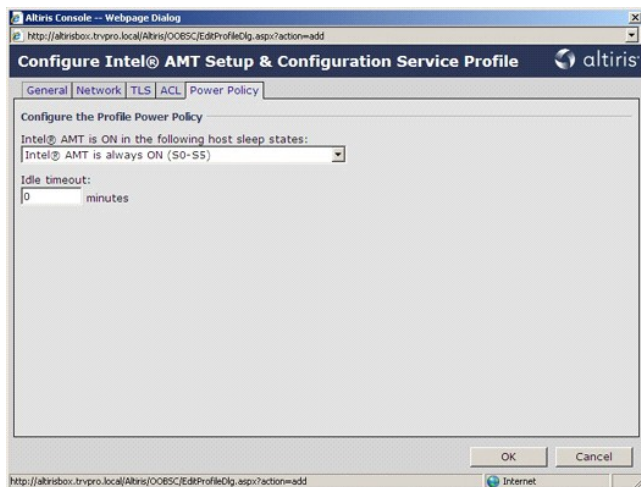 Altiris Console -- Webpage Dialog
http://altirisbox.trvpro.local/Altiris/OOBSC/EditProfileDlg.aspx?action=add
Configure Intel® AMT Setup & Configuration Service Profile
altiris
General Network TLS ACL Power Policy
Configure the Profile Power Policy
Intel® AMT is ON in the following host sleep states:
Intel® AMT is always ON (S0-S5)
Idle timeout:
0 minutes
OK Cancel
http://altirisbox.trvpro.local/Altiris/OOBSC/EditProfileDlg.aspx?action=add Internet